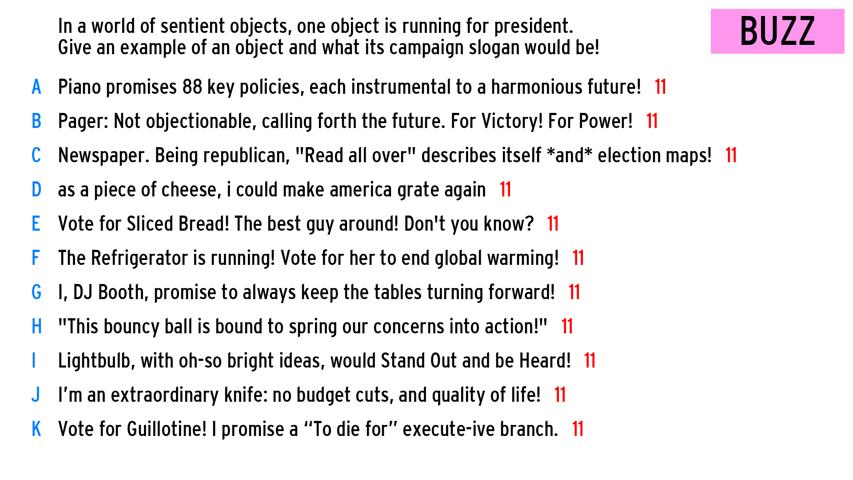 In a world of sentient objects, one object is running for president.
Give an example of an object and what its campaign slogan would be!
BUZZ
A Piano promises 88 key policies, each instrumental to a harmonious future! 11
B Pager: Not objectionable, calling forth the future. For Victory! For Power! 11
C Newspaper. Being republican, "Read all over" describes itself *and* election maps! 11
D as a piece of cheese, i could make america grate again 11
E Vote for Sliced Bread! The best guy around! Don't you know? 11
F The Refrigerator is running! Vote for her to end global warming! 11
G I, DJ Booth, promise to always keep the tables turning forward! 11
H "This bouncy ball is bound to spring our concerns into action!" 11
I Lightbulb, with oh-so bright ideas, would Stand Out and be Heard! 11
J I’m an extraordinary knife: no budget cuts, and quality of life! 11
K Vote for Guillotine! I promise a “To die for” execute-ive branch. 11